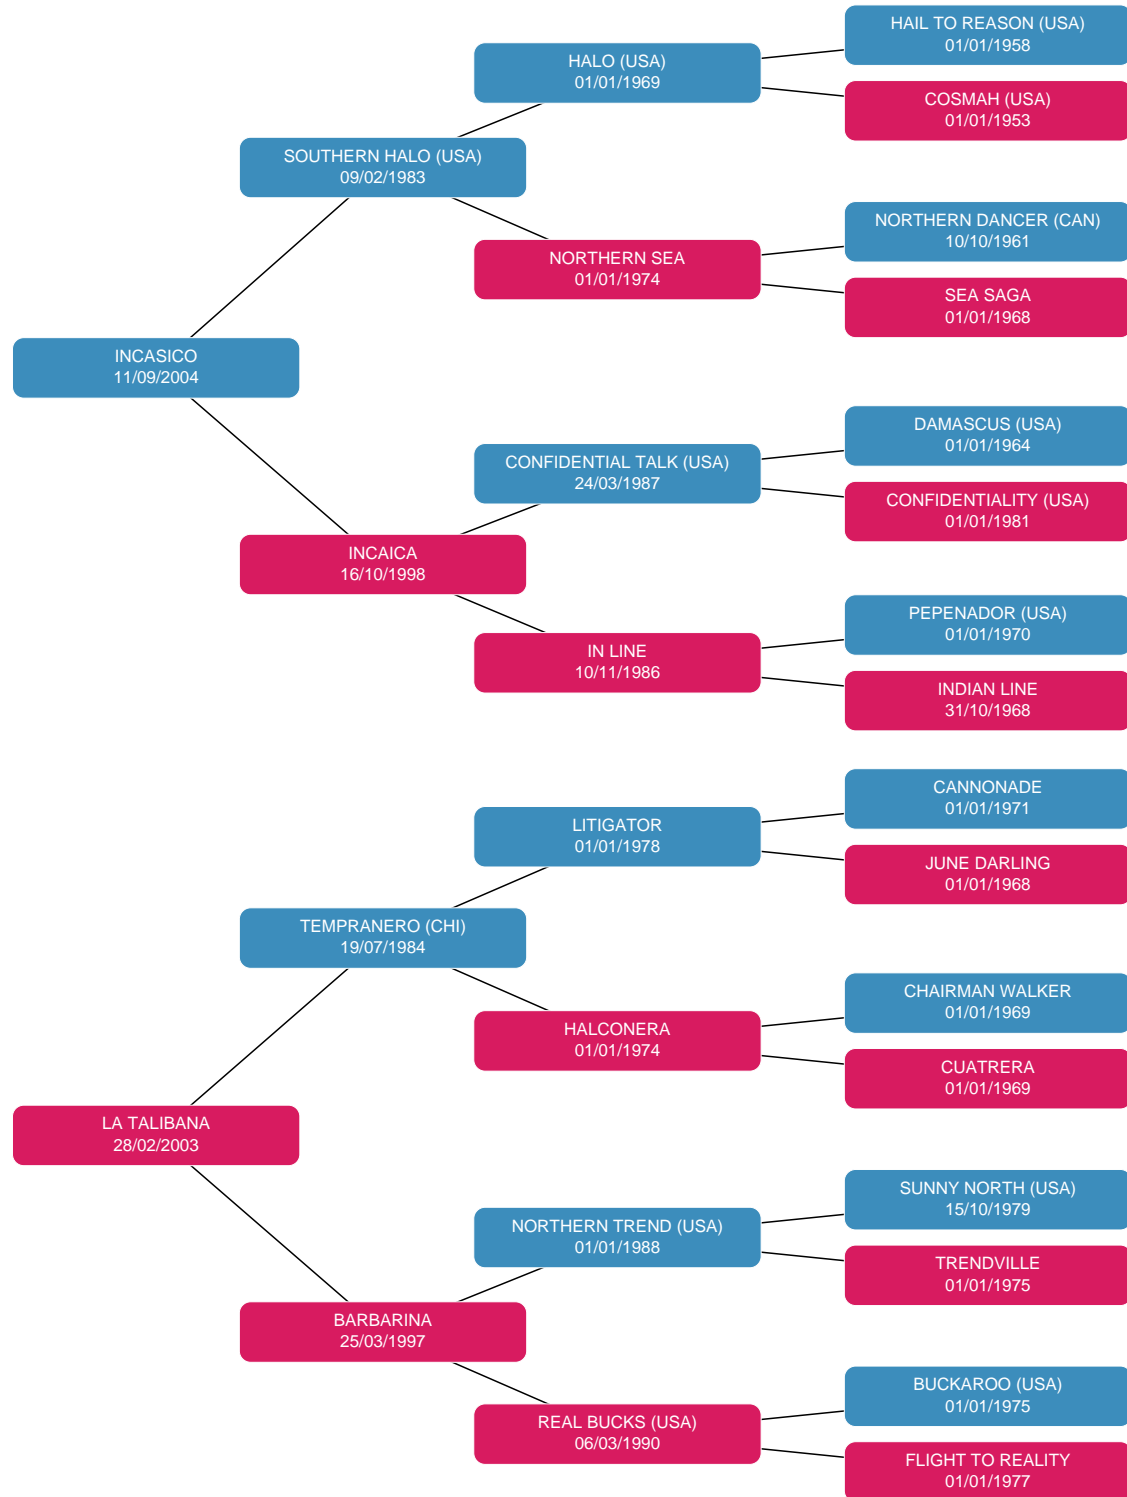 HAIL TO REASON (USA)
01/01/1958
HALO (USA)
01/01/1969
COSMAH (USA)
01/01/1953
SOUTHERN HALO (USA)
09/02/1983
NORTHERN DANCER (CAN)
10/10/1961
NORTHERN SEA
01/01/1974
SEA SAGA
01/01/1968
INCASICO
11/09/2004
DAMASCUS (USA)
01/01/1964
CONFIDENTIAL TALK (USA)
24/03/1987
CONFIDENTIALITY (USA)
01/01/1981
INCAICA
16/10/1998
PEPENADOR (USA)
01/01/1970
IN LINE
10/11/1986
INDIAN LINE
31/10/1968
CANNONADE
01/01/1971
LITIGATOR
01/01/1978
JUNE DARLING
01/01/1968
TEMPRANERO (CHI)
19/07/1984
CHAIRMAN WALKER
01/01/1969
HALCONERA
01/01/1974
CUATRERA
01/01/1969
LA TALIBANA
28/02/2003
SUNNY NORTH (USA)
15/10/1979
NORTHERN TREND (USA)
01/01/1988
TRENDVILLE
01/01/1975
BARBARINA
25/03/1997
BUCKAROO (USA)
01/01/1975
REAL BUCKS (USA)
06/03/1990
FLIGHT TO REALITY
01/01/1977